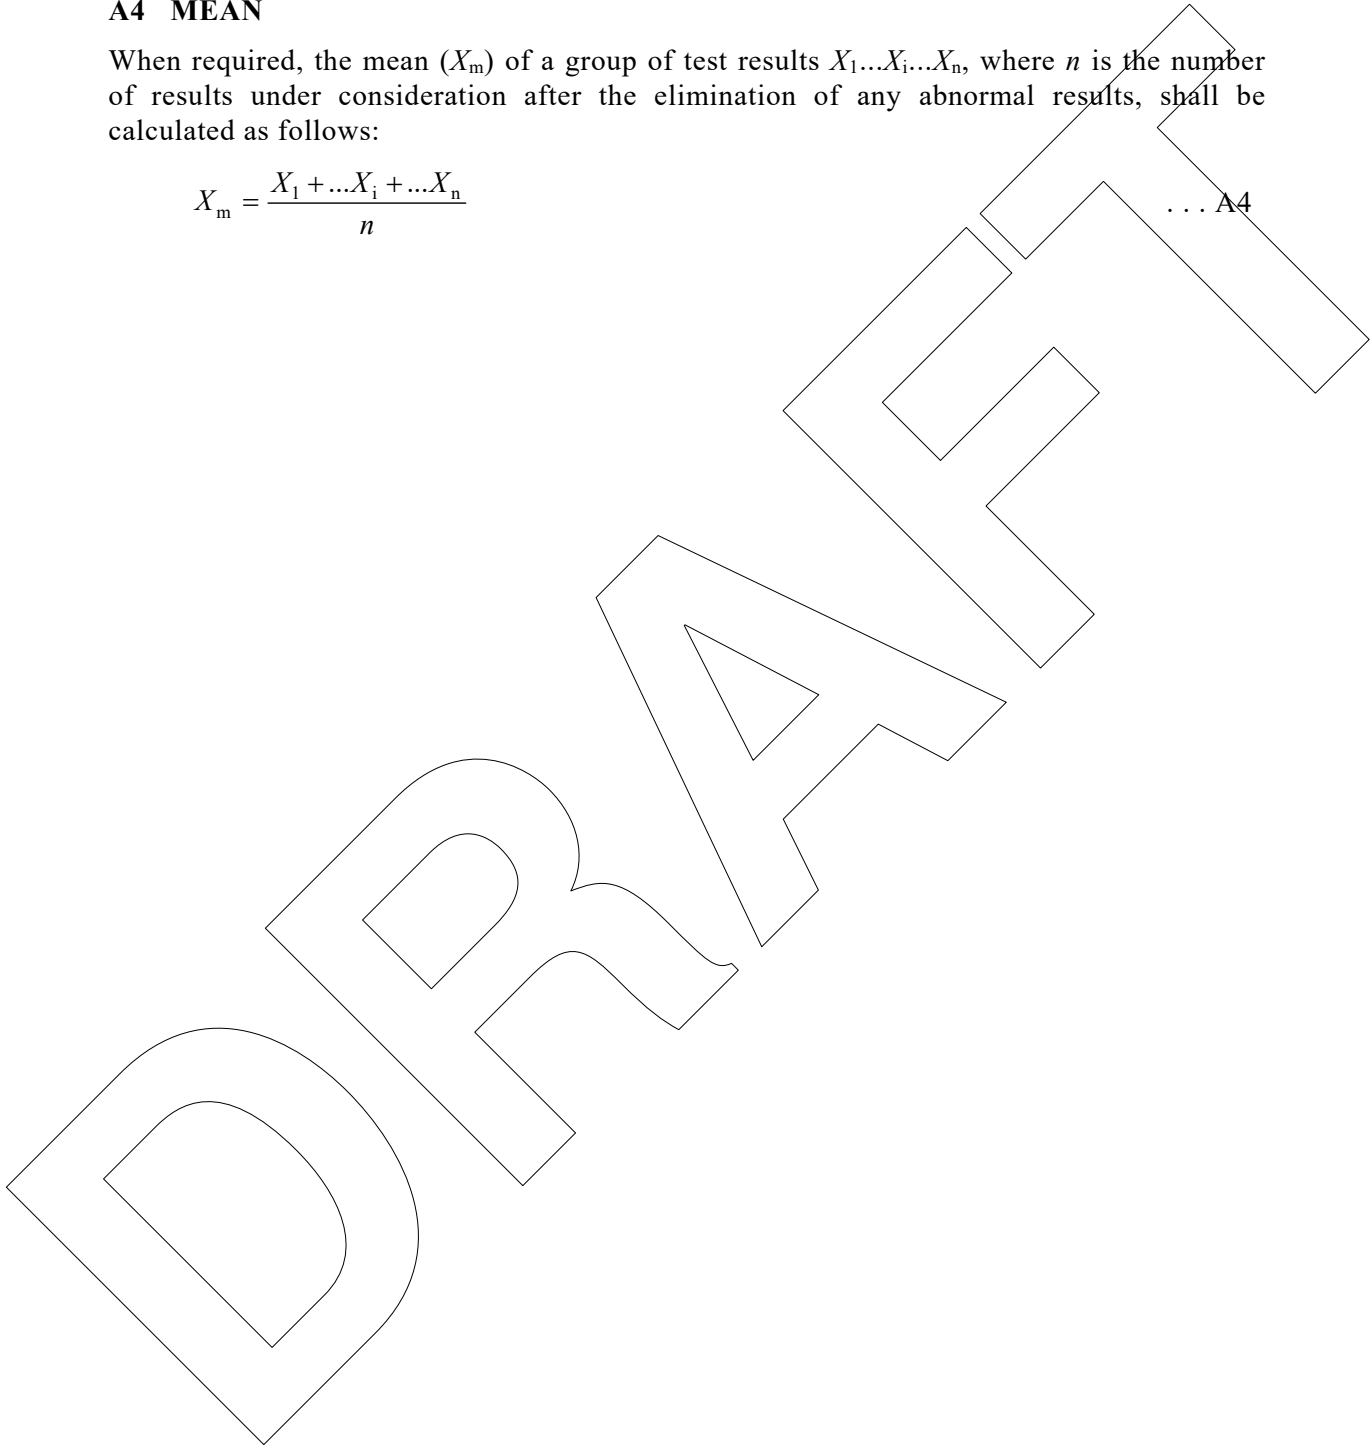 A4 MEAN
When required, the mean (Xm) of a group of test results X1...Xi...Xn, where n is the number
of results under consideration after the elimination of any abnormal results, shall be
calculated as follows:
Xm = (X1 + ...Xi + ...Xn) / n ... A4
DRAFT